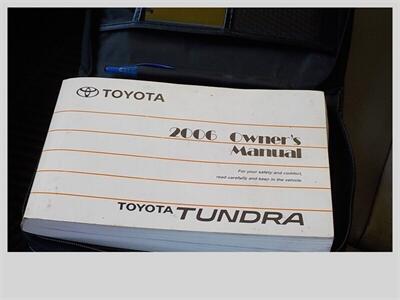 TOYOTA
2006 Owner's
Manual
For your safety and comfort,
read carefully and keep in the vehicle.
TOYOTA TUNDRA